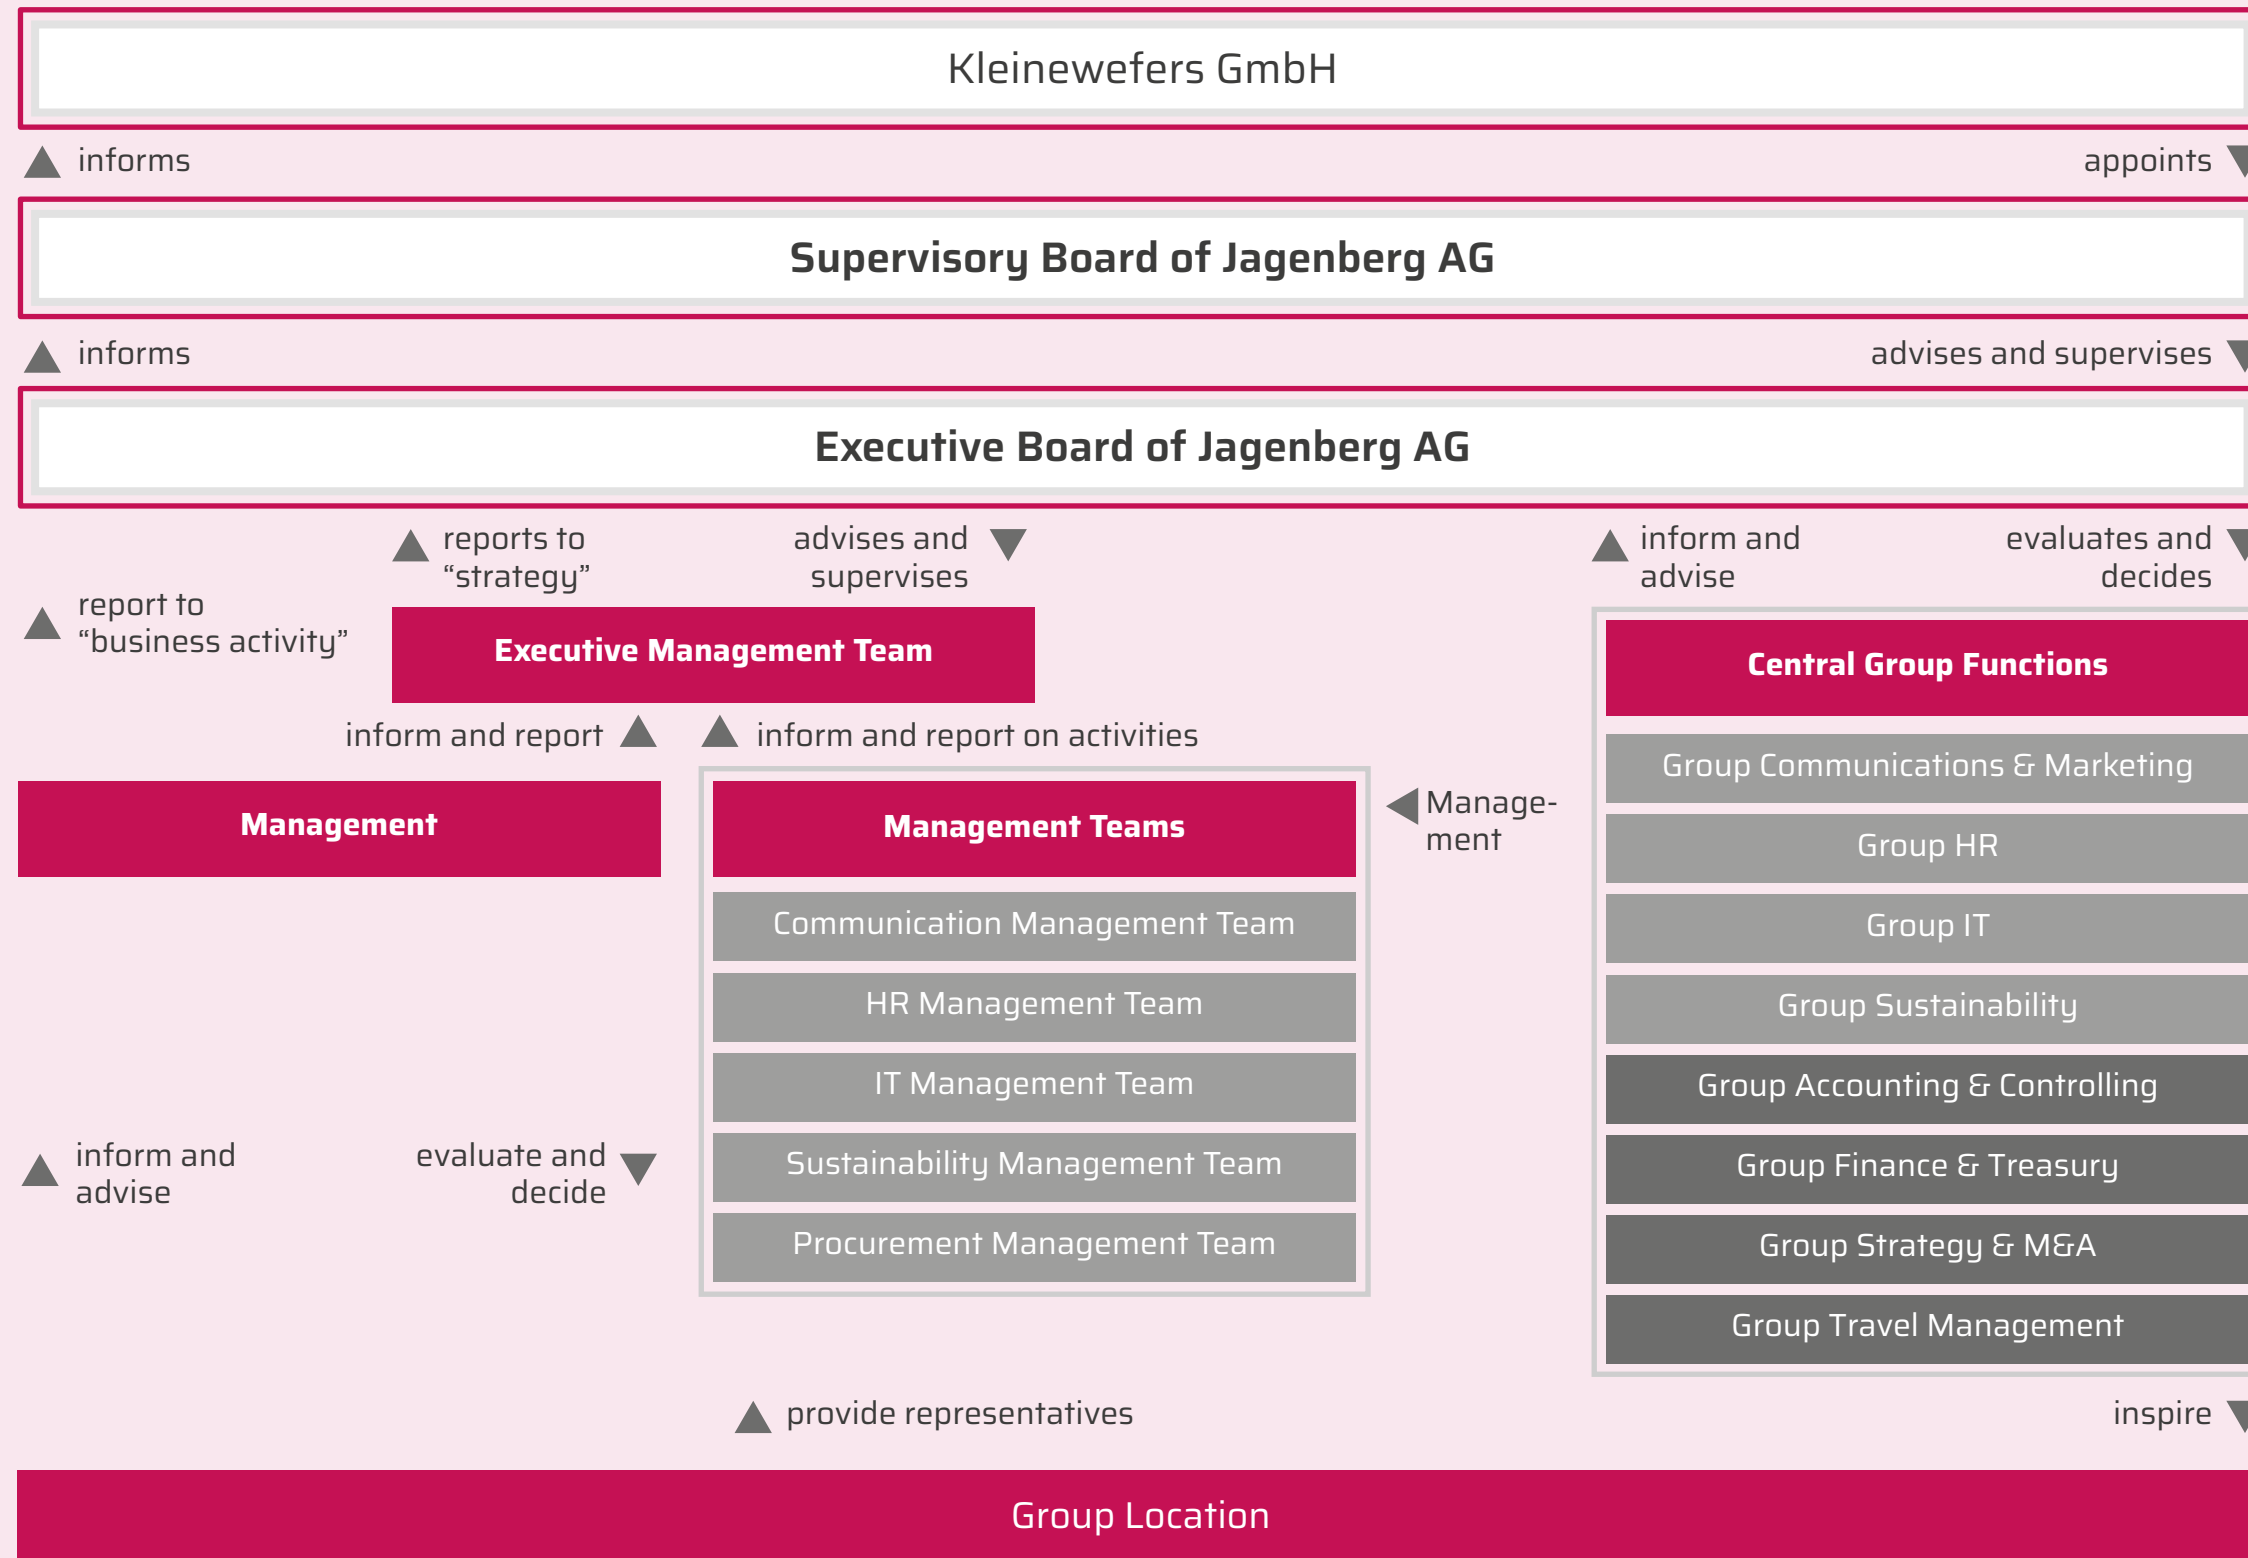 Kleinewefers GmbH
informs
appoints
Supervisory Board of Jagenberg AG
informs
advises and supervises
Executive Board of Jagenberg AG
reports to
“strategy”
advises and
supervises
inform and
advise
evaluates and
decides
report to
“business activity”
Executive Management Team
Central Group Functions
inform and report
inform and report on activities
Group Communications & Marketing
Management
Management Teams
Manage-
ment
Group HR
Communication Management Team
Group IT
HR Management Team
Group Sustainability
IT Management Team
Group Accounting & Controlling
inform and
advise
evaluate and
decide
Sustainability Management Team
Group Finance & Treasury
Procurement Management Team
Group Strategy & M&A
Group Travel Management
provide representatives
inspire
Group Location